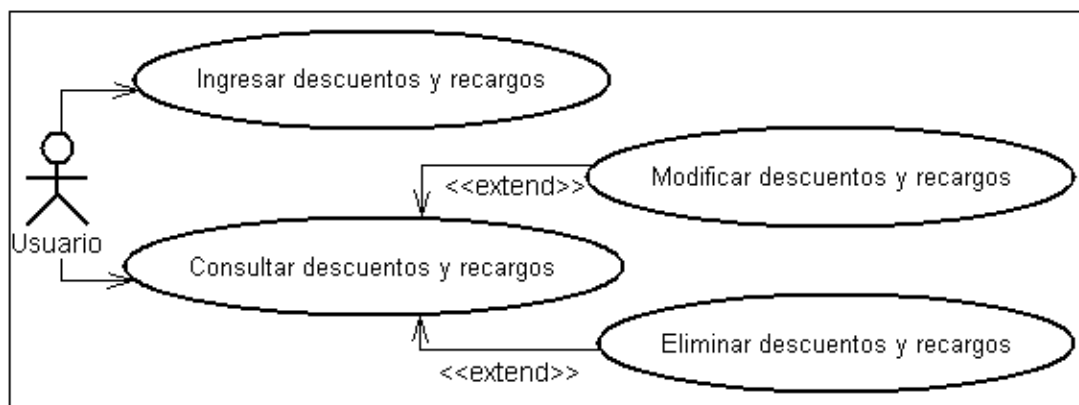 Ingresar descuentos y recargos
<<extend>>
Modificar descuentos y recargos
Usuario
Consultar descuentos y recargos
Eliminar descuentos y recargos
<<extend>>